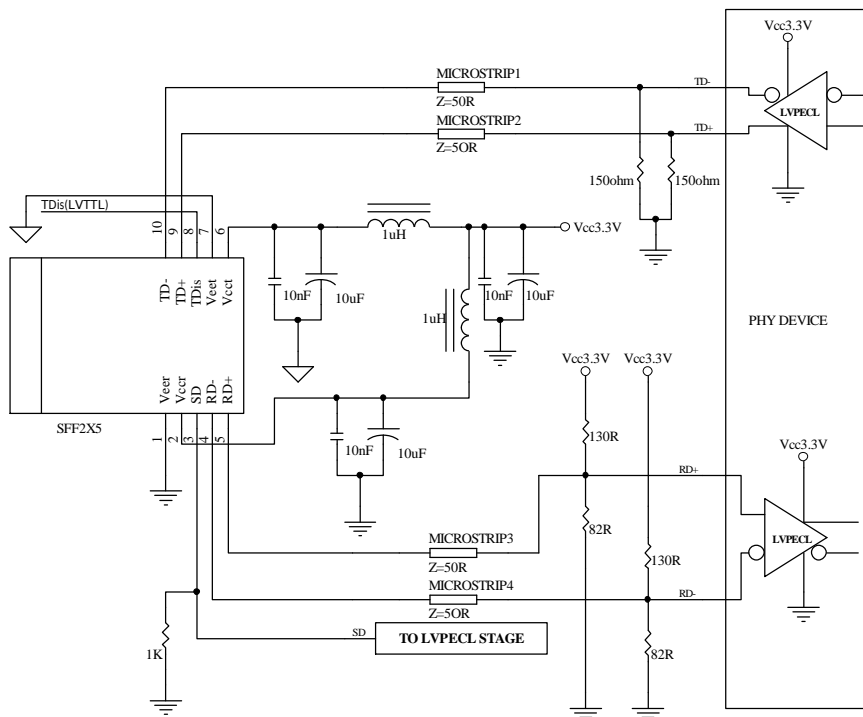 Vcc3.3V
MICROSTRIP1
TD-
Z=50R
LVPECL
MICROSTRIP2
TD+
Z=5OR
150ohm
150ohm
TDis(LVTTL)
10
9
8
7
6
1uH
Vcc3.3V
TD-
TD+
TDis
Veet
Vcct
10nF
10uF
10nF
10uF
1uH
PHY DEVICE
Vcc3.3V
Vcc3.3V
Veer
Vccr
SD
RD-
RD+
SFF2X5
1
2
3
4
5
130R
10nF
10uF
Vcc3.3V
RD+
MICROSTRIP3
82R
LVPECL
Z=50R
130R
MICROSTRIP4
Z=5OR
RD-
SD
TO LVPECL STAGE
1K
82R